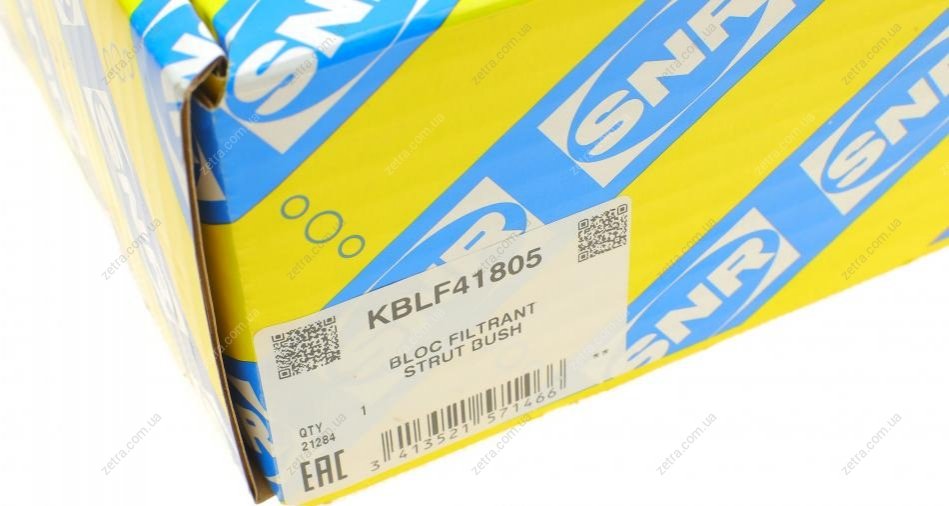 SNR
SNR
SNR
SNR
KBLF41805
BLOC FILTRANT
STRUT BUSH
**
QTY 1
21284
EAC
3 413521 571466
zetra.com.ua